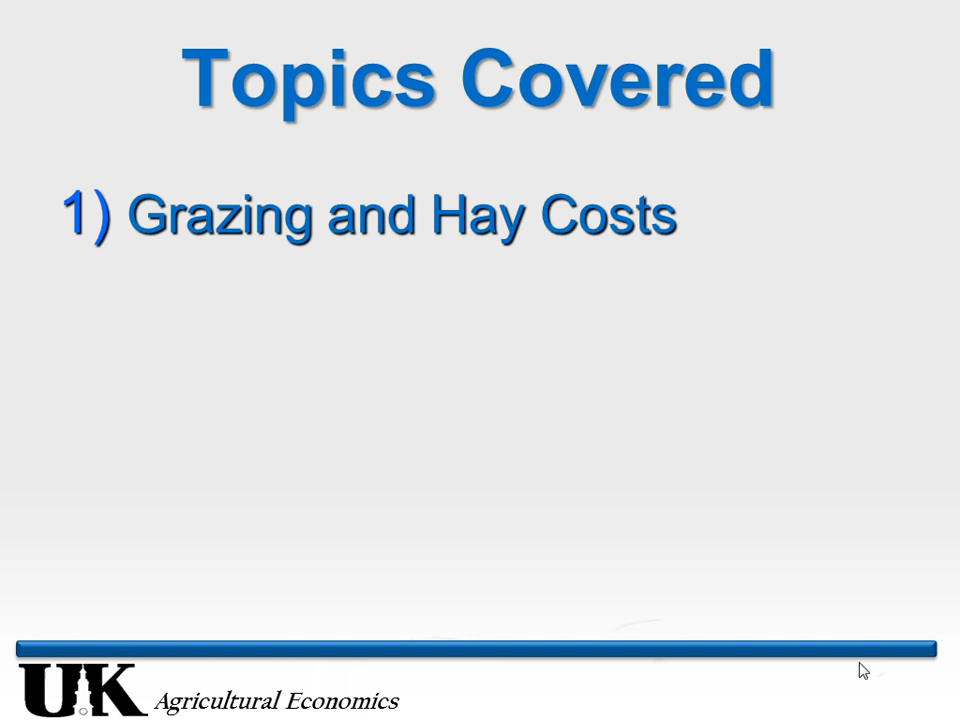 Topics Covered
1) Grazing and Hay Costs
UK Agricultural Economics